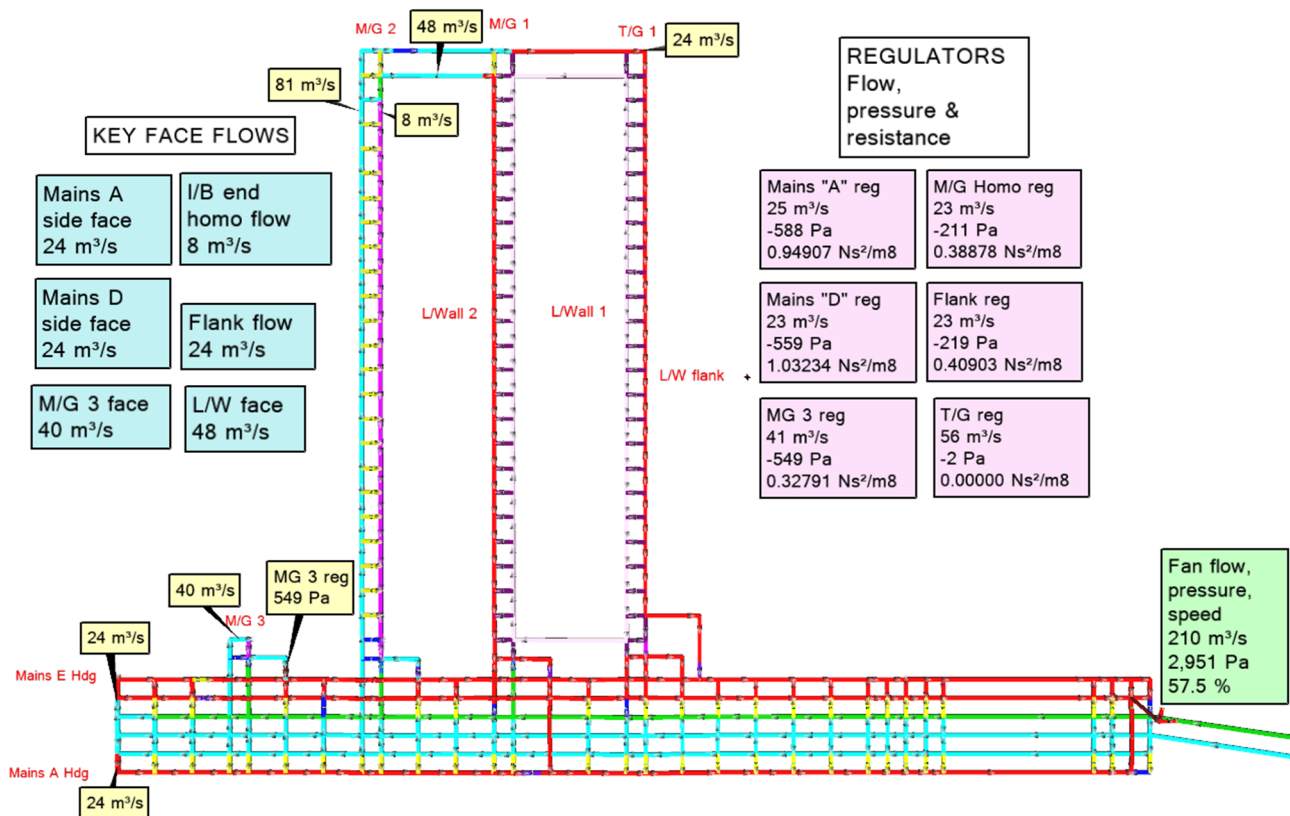 M/G 2
48 m³/s
M/G 1
T/G 1
24 m³/s
81 m³/s
8 m³/s
KEY FACE FLOWS
Mains A
side face
24 m³/s
I/B end
homo flow
8 m³/s
Mains D
side face
24 m³/s
Flank flow
24 m³/s
M/G 3 face
40 m³/s
L/W face
48 m³/s
L/Wall 2
L/Wall 1
L/W flank
REGULATORS
Flow,
pressure &
resistance
Mains "A" reg
25 m³/s
-588 Pa
0.94907 Ns²/m8
M/G Homo reg
23 m³/s
-211 Pa
0.38878 Ns²/m8
Mains "D" reg
23 m³/s
-559 Pa
1.03234 Ns²/m8
Flank reg
23 m³/s
-219 Pa
0.40903 Ns²/m8
MG 3 reg
41 m³/s
-549 Pa
0.32791 Ns²/m8
T/G reg
56 m³/s
-2 Pa
0.00000 Ns²/m8
40 m³/s
M/G 3
MG 3 reg
549 Pa
24 m³/s
Mains E Hdg
Mains A Hdg
24 m³/s
Fan flow,
pressure,
speed
210 m³/s
2,951 Pa
57.5 %